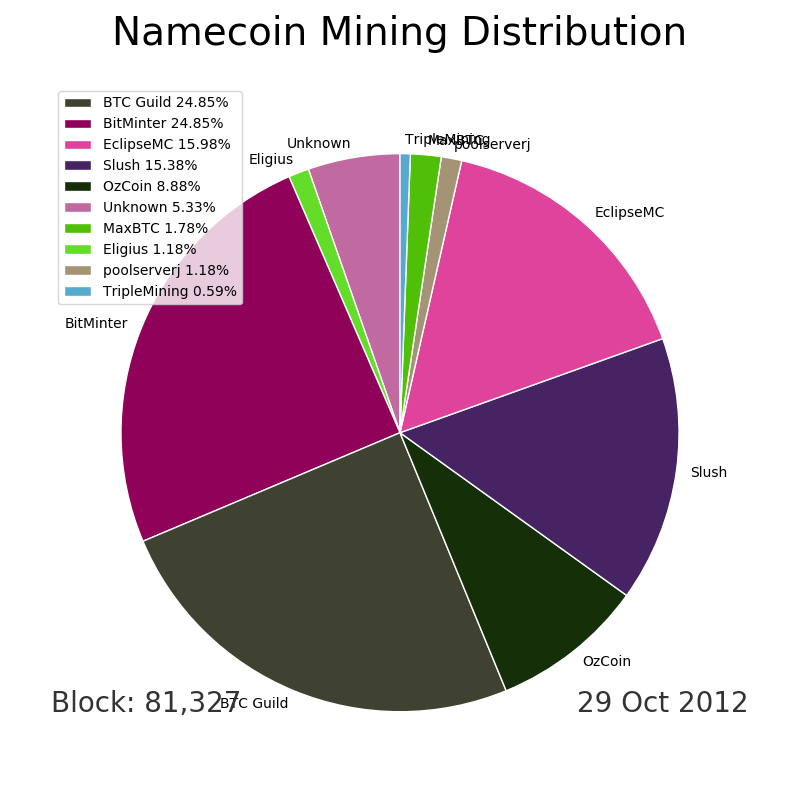 Namecoin Mining Distribution
BTC Guild 24.85%
BitMinter 24.85%
EclipseMC 15.98%
Slush 15.38%
OzCoin 8.88%
Unknown 5.33%
MaxBTC 1.78%
Eligius 1.18%
poolserverj 1.18%
TripleMining 0.59%
TripleMining
MaxBTC
poolserverj
Unknown
Eligius
EclipseMC
BitMinter
Slush
OzCoin
BTC Guild
Block: 81,327
29 Oct 2012